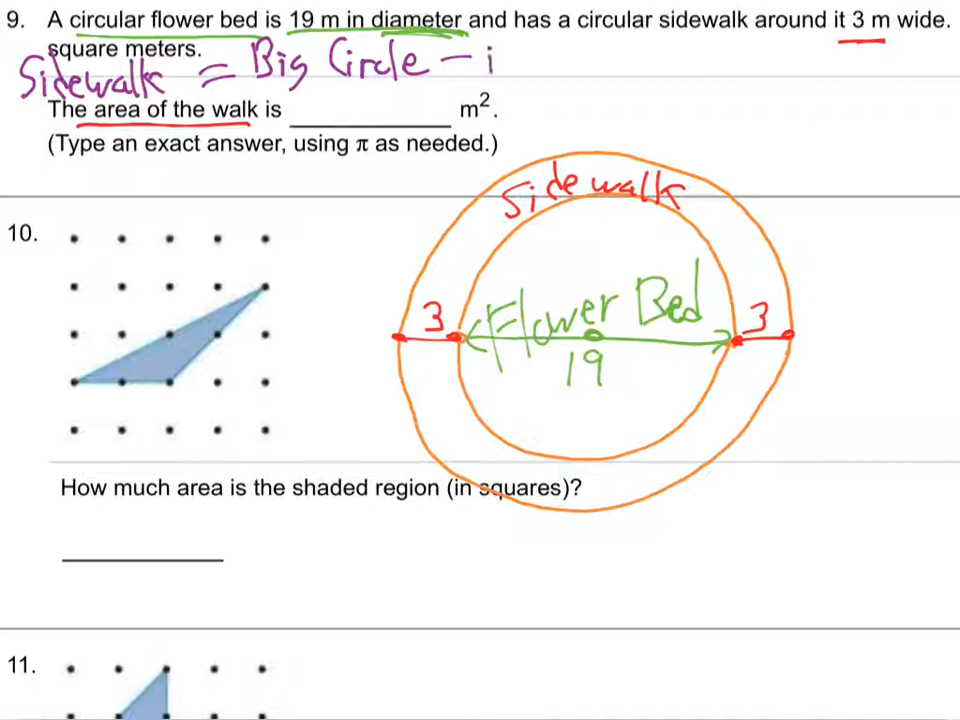 9. A circular flower bed is 19 m in diameter and has a circular sidewalk around it 3 m wide.
square meters.
Sidewalk = Big Circle - i
The area of the walk is ____________ m².
(Type an exact answer, using π as needed.)
Sidewalk
10.
Flower Bed
3 3
19
How much area is the shaded region (in squares)?
____________
11.